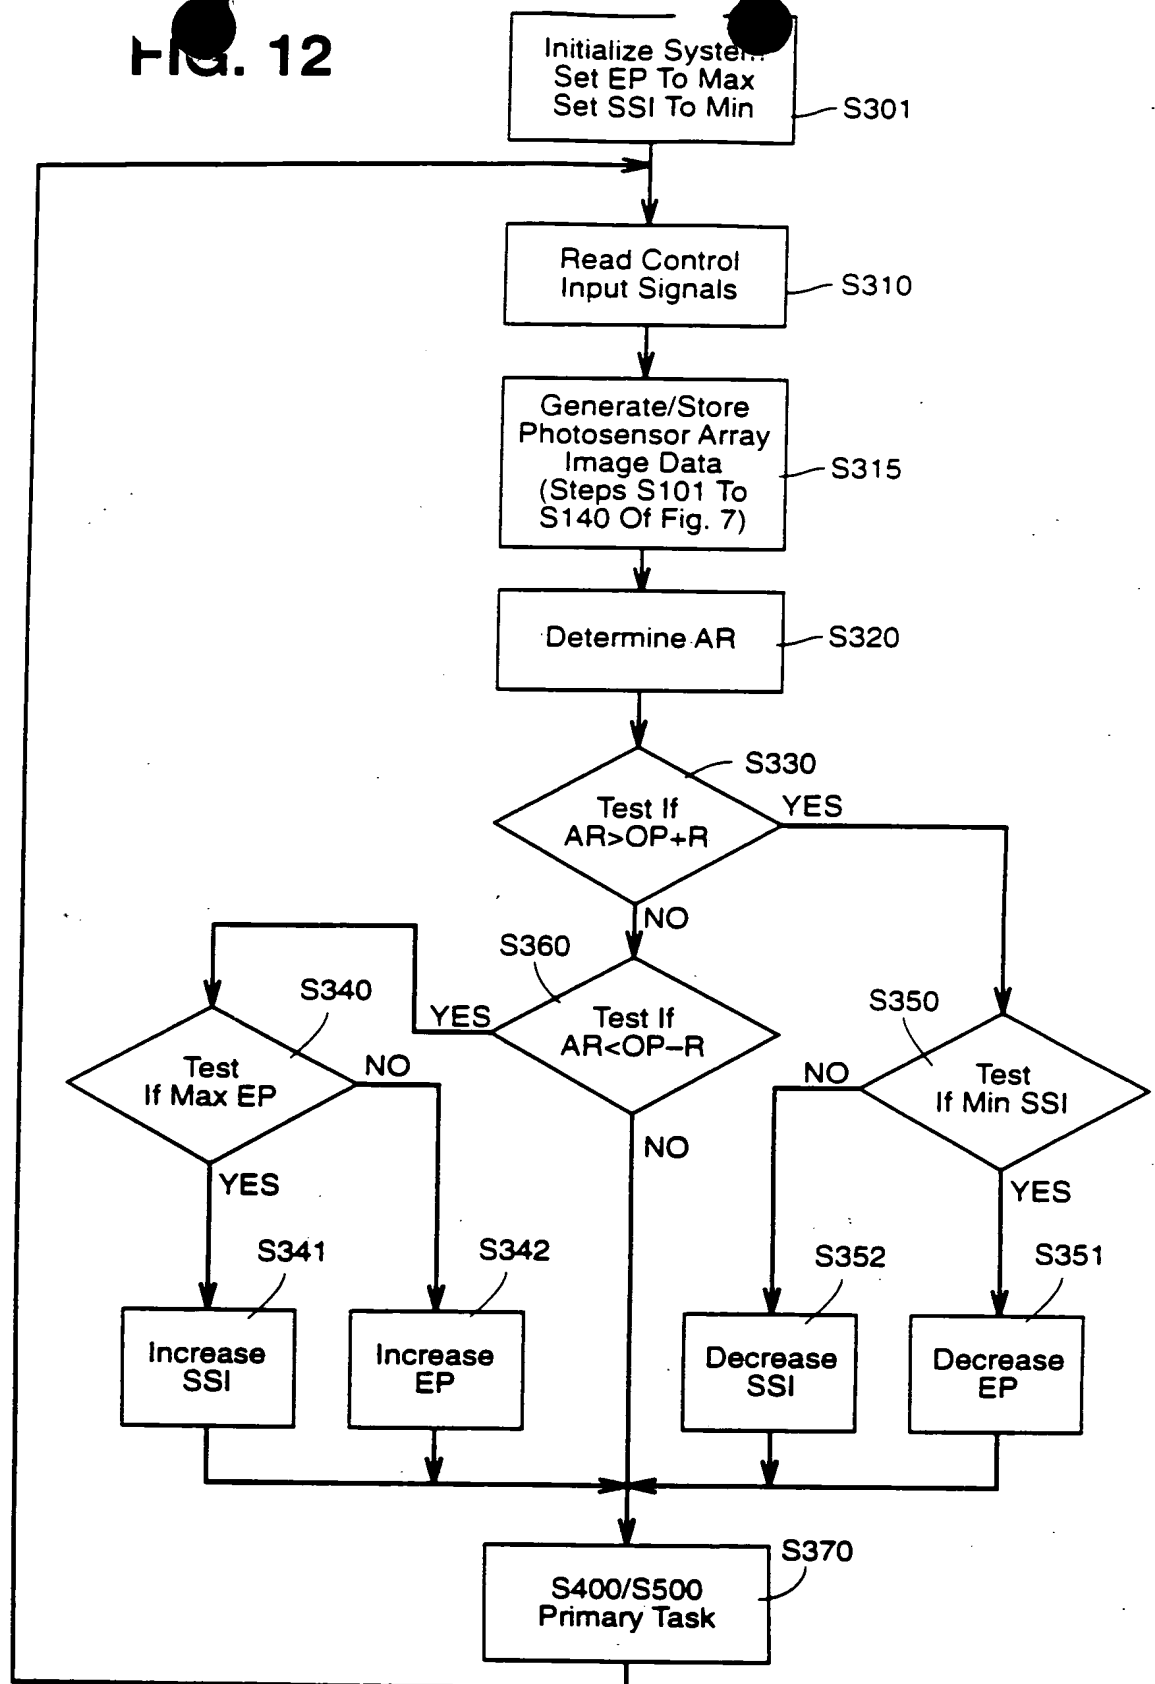 FIG. 12
Initialize System
Set EP To Max
Set SSI To Min
S301
Read Control
Input Signals
S310
Generate/Store
Photosensor Array
Image Data
(Steps S101 To
S140 Of Fig. 7)
S315
Determine AR
S320
S330
Test If
AR>OP+R
YES
NO
S360
Test If
AR<OP–R
YES
NO
S340
Test
If Max EP
NO
YES
S350
Test
If Min SSI
NO
YES
S341
Increase
SSI
S342
Increase
EP
S352
Decrease
SSI
S351
Decrease
EP
S370
S400/S500
Primary Task